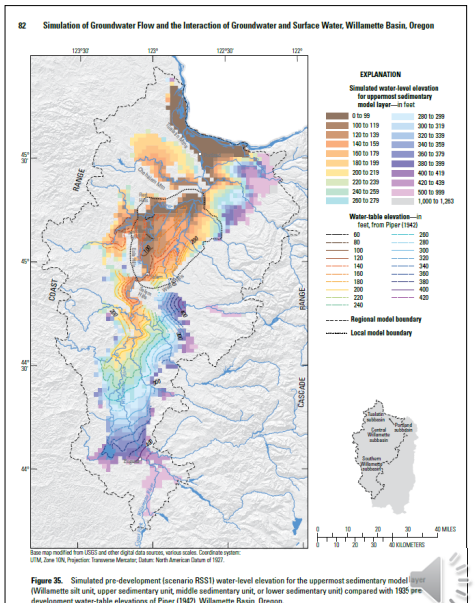 82 Simulation of Groundwater Flow and the Interaction of Groundwater and Surface Water, Willamette Basin, Oregon
123°30' 123° 122°30' 122°
45°
30'
45°
30'
44°
COAST
RANGE
CASCADE
RANGE
200
EXPLANATION
Simulated water-level elevation
for uppermost sedimentary
model layer—in feet
0 to 99
100 to 119
120 to 139
140 to 159
160 to 179
180 to 199
200 to 219
220 to 239
240 to 259
260 to 279
280 to 299
300 to 319
320 to 339
340 to 359
360 to 379
380 to 399
400 to 419
420 to 439
500 to 999
1,000 to 1,263
Water-table elevation—in
feet, from Piper (1942)
60
80
100
120
140
160
180
200
220
240
260
280
300
320
340
360
380
400
420
Regional model boundary
Local model boundary
Tualatin
subbasin
Portland
subbasin
Central
Willamette
subbasin
Southern
Willamette
subbasin
0 10 20 30 40 MILES
0 10 20 30 40 KILOMETERS
Base map modified from USGS and other digital data sources, various scales. Coordinate system:
UTM, Zone 10N, Projection: Transverse Mercator; Datum: North American Datum of 1927.
Figure 35. Simulated pre-development (scenario RSS1) water-level elevation for the uppermost sedimentary model layer
(Willamette silt unit, upper sedimentary unit, middle sedimentary unit, or lower sedimentary unit) compared with 1935 pre
development water-table elevations of Piper (1942), Willamette Basin, Oregon.